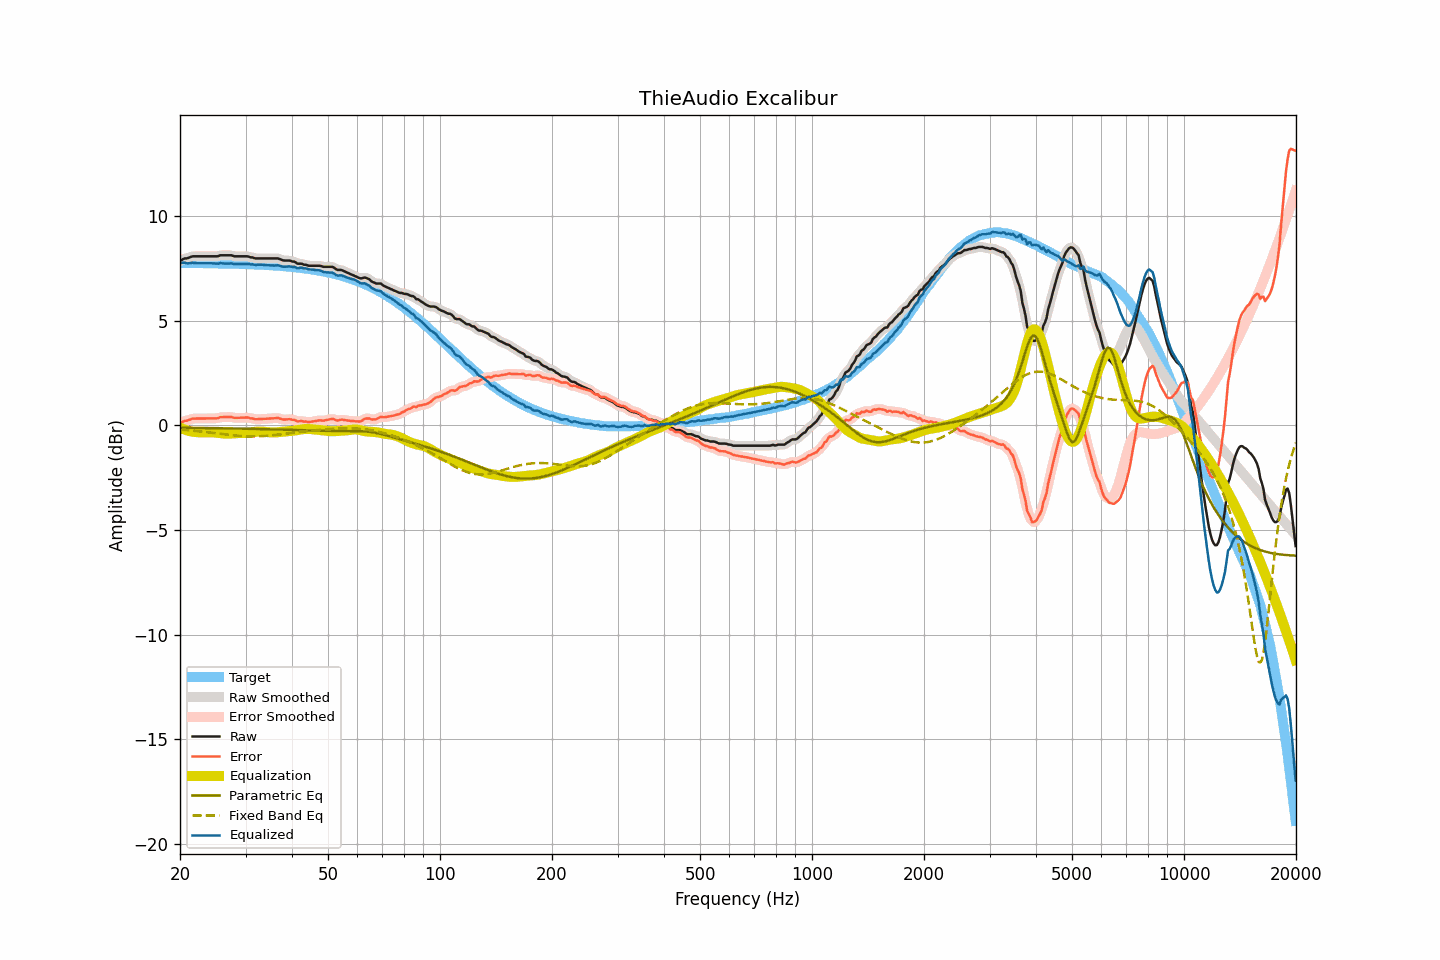 ThieAudio Excalibur
Amplitude (dBr)
10
5
0
−5
−10
−15
−20
Target
Raw Smoothed
Error Smoothed
Raw
Error
Equalization
Parametric Eq
Fixed Band Eq
Equalized
20 50 100 200 500 1000 2000 5000 10000 20000
Frequency (Hz)